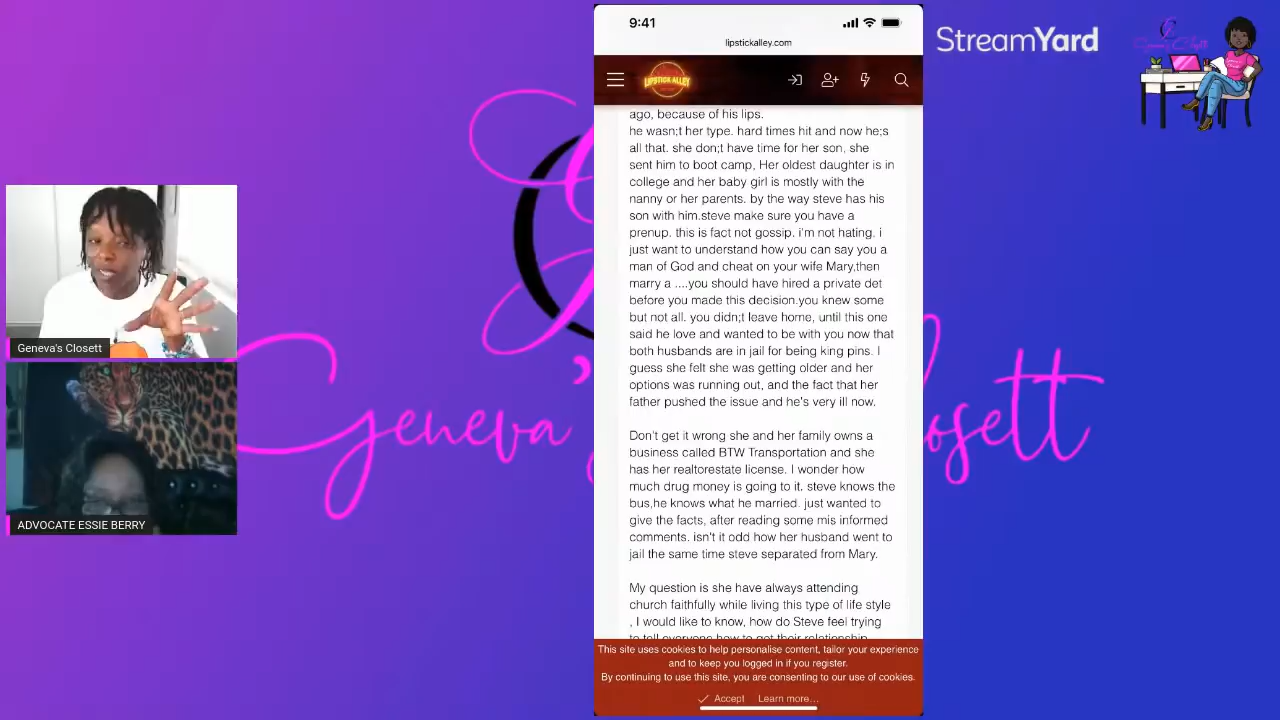 9:41
lipstickalley.com
StreamYard
LIPSTICK ALLEY
ago, because of his lips.
he wasn;t her type. hard times hit and now he;s
all that. she don;t have time for her son, she
sent him to boot camp, Her oldest daughter is in
college and her baby girl is mostly with the
nanny or her parents. by the way steve has his
son with him.steve make sure you have a
prenup. this is fact not gossip. i'm not hating. i
just want to understand how you can say you a
man of God and cheat on your wife Mary,then
marry a ....you should have hired a private det
before you made this decision.you knew some
but not all. you didn;t leave home, until this one
said he love and wanted to be with you now that
both husbands are in jail for being king pins. I
guess she felt she was getting older and her
options was running out, and the fact that her
father pushed the issue and he's very ill now.
Don't get it wrong she and her family owns a
business called BTW Transportation and she
has her realtorestate license. I wonder how
much drug money is going to it. steve knows the
bus,he knows what he married. just wanted to
give the facts, after reading some mis informed
comments. isn't it odd how her husband went to
jail the same time steve separated from Mary.
My question is she have always attending
church faithfully while living this type of life style
, I would like to know, how do Steve feel trying
to tell everyone how to get their relationship
This site uses cookies to help personalise content, tailor your experience
and to keep you logged in if you register.
By continuing to use this site, you are consenting to our use of cookies.
Accept Learn more...
Geneva's Closett
ADVOCATE ESSIE BERRY
Geneva's
losett